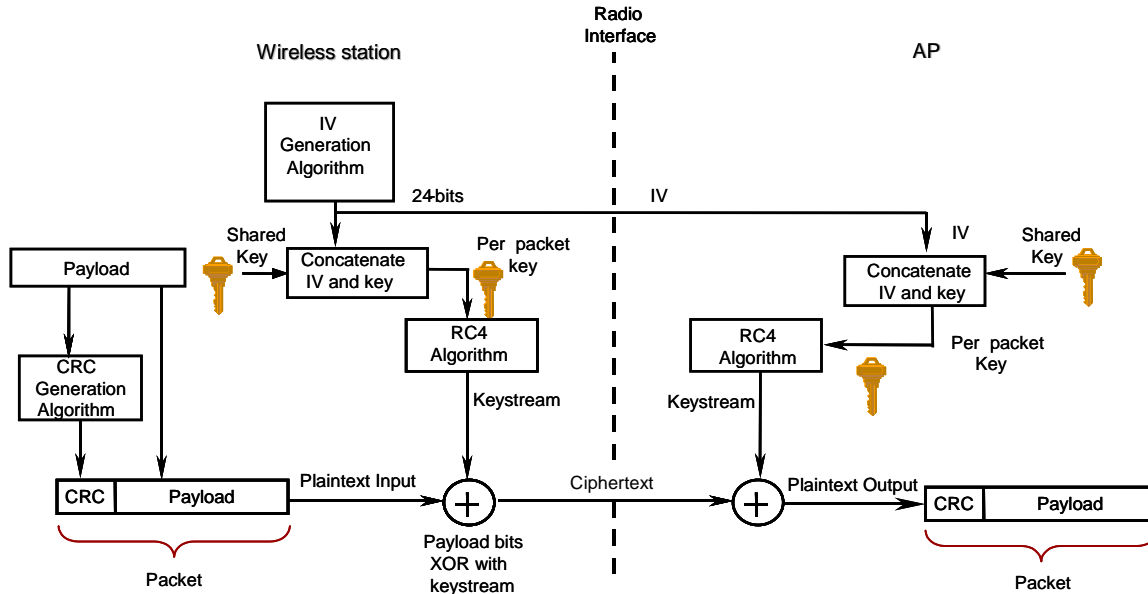 Radio
Interface
Wireless station
AP
IV
Generation
Algorithm
24-bits
IV
Shared
Key
Concatenate
IV and key
Per packet
key
IV
Shared
Key
Concatenate
IV and key
Payload
RC4
Algorithm
RC4
Algorithm
Per packet
Key
CRC
Generation
Algorithm
Keystream
Keystream
CRC
Payload
Plaintext Input
Ciphertext
Plaintext Output
CRC
Payload
Payload bits
XOR with
keystream
Packet
Packet